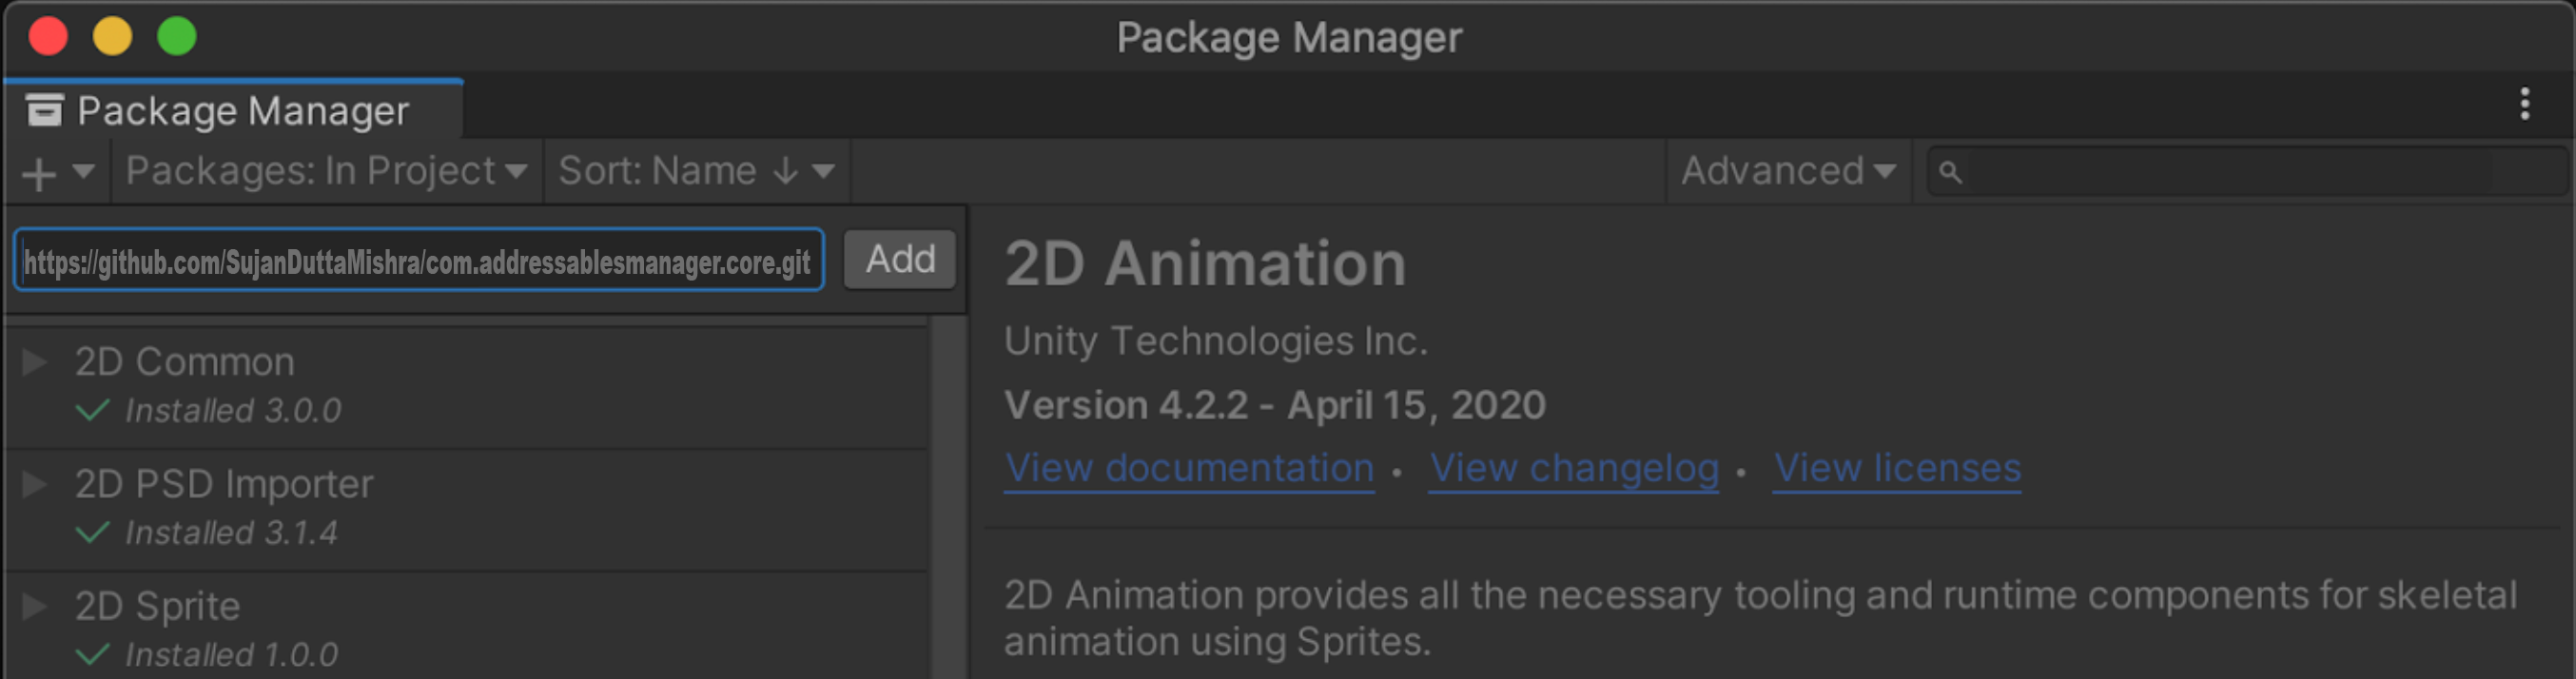 Package Manager
Package Manager
Packages: In Project Sort: Name ↓ Advanced
https://github.com/SujanDuttaMishra/com.addressablesmanager.core.git Add
2D Common
Installed 3.0.0
2D PSD Importer
Installed 3.1.4
2D Sprite
Installed 1.0.0
2D Animation
Unity Technologies Inc.
Version 4.2.2 - April 15, 2020
View documentation • View changelog • View licenses
2D Animation provides all the necessary tooling and runtime components for skeletal
animation using Sprites.